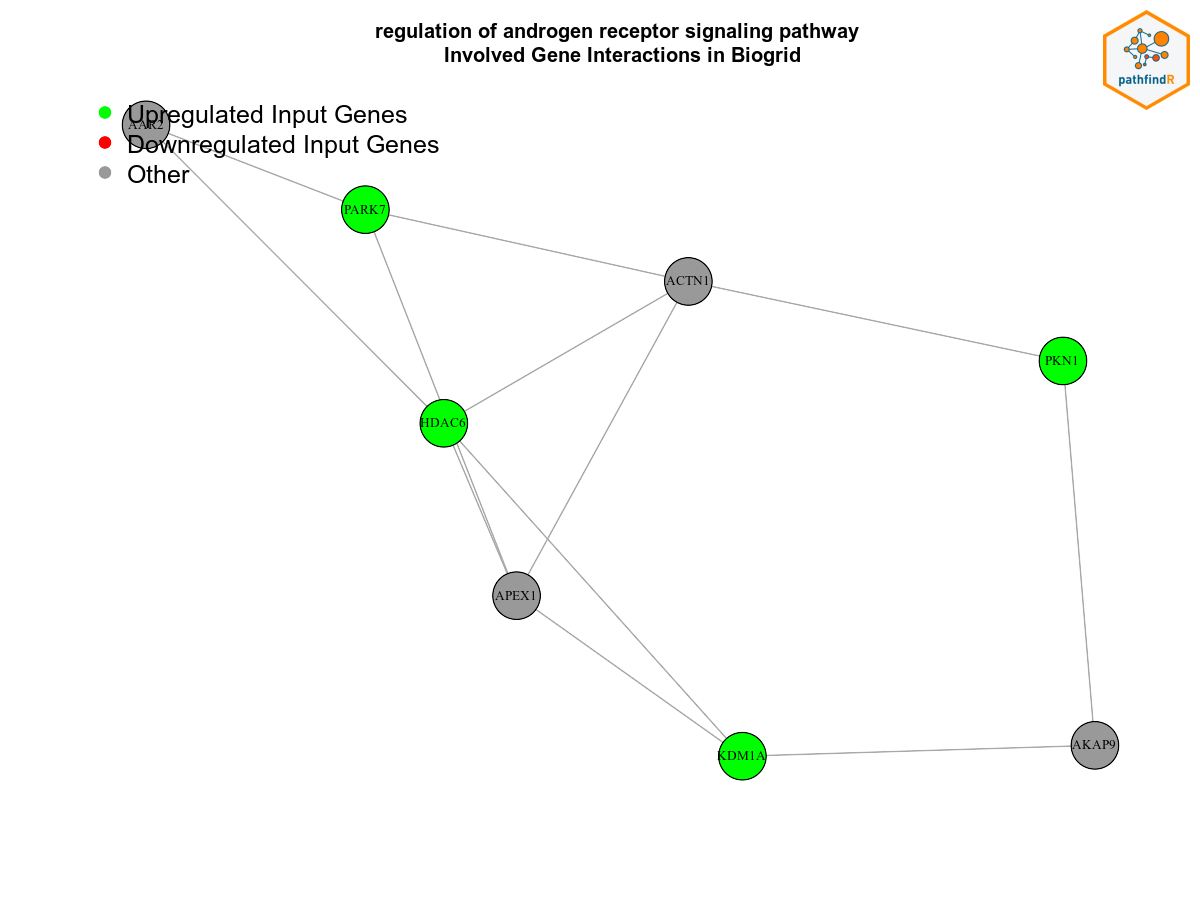 regulation of androgen receptor signaling pathway
Involved Gene Interactions in Biogrid
pathfindR
Upregulated Input Genes
AAR2
Downregulated Input Genes
Other
PARK7
ACTN1
PKN1
HDAC6
APEX1
KDM1A
AKAP9